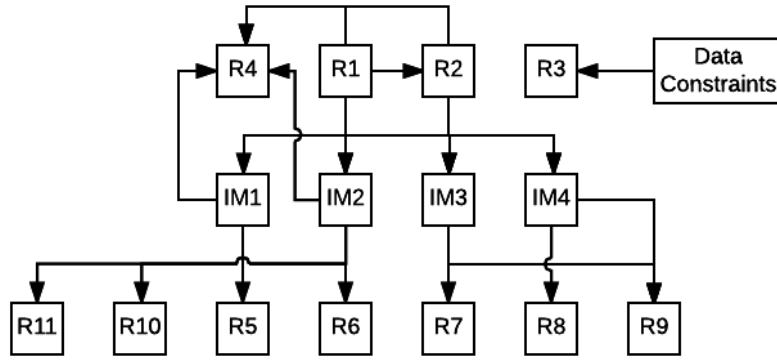 R4
R1
R2
R3
Data
Constraints
IM1
IM2
IM3
IM4
R11
R10
R5
R6
R7
R8
R9